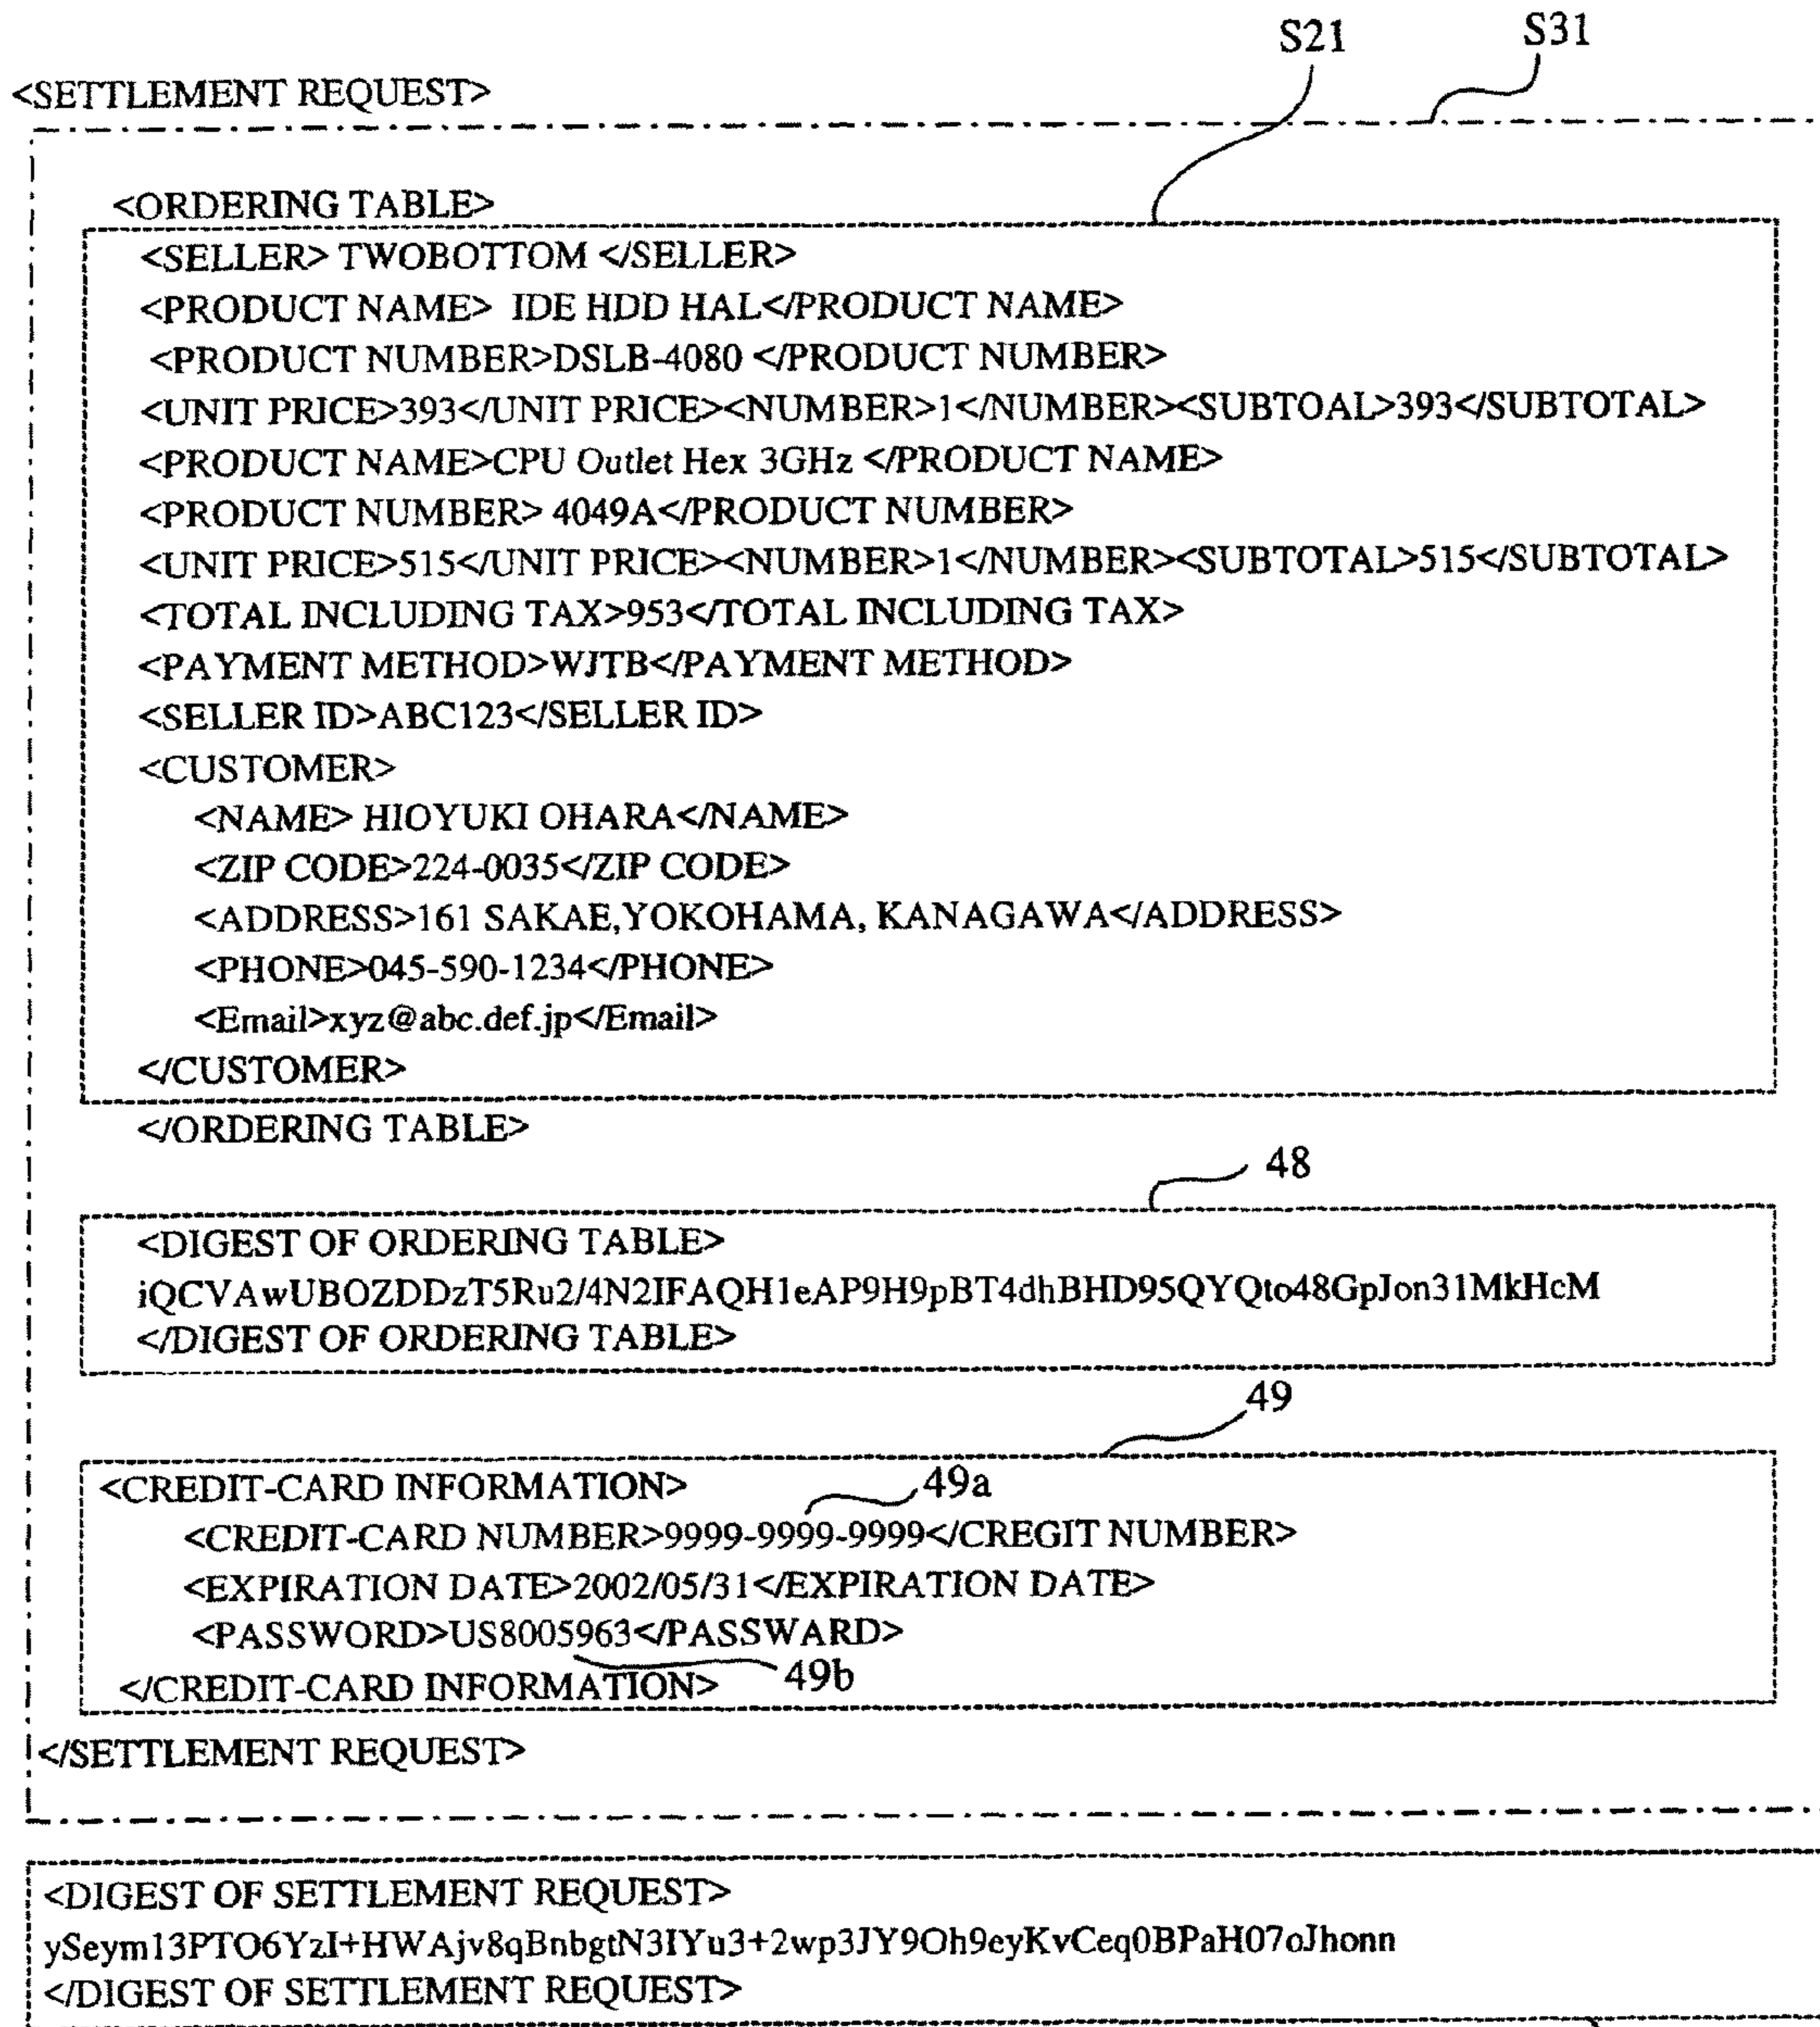 S21 S31
<SETTLEMENT REQUEST>
<ORDERING TABLE>
<SELLER> TWOBOTTOM </SELLER>
<PRODUCT NAME> IDE HDD HAL</PRODUCT NAME>
<PRODUCT NUMBER>DSLB-4080 </PRODUCT NUMBER>
<UNIT PRICE>393</UNIT PRICE><NUMBER>1</NUMBER><SUBTOAL>393</SUBTOTAL>
<PRODUCT NAME>CPU Outlet Hex 3GHz </PRODUCT NAME>
<PRODUCT NUMBER> 4049A</PRODUCT NUMBER>
<UNIT PRICE>515</UNIT PRICE><NUMBER>1</NUMBER><SUBTOTAL>515</SUBTOTAL>
<TOTAL INCLUDING TAX>953</TOTAL INCLUDING TAX>
<PAYMENT METHOD>WJTB</PAYMENT METHOD>
<SELLER ID>ABC123</SELLER ID>
<CUSTOMER>
<NAME> HIOYUKI OHARA</NAME>
<ZIP CODE>224-0035</ZIP CODE>
<ADDRESS>161 SAKAE,YOKOHAMA, KANAGAWA</ADDRESS>
<PHONE>045-590-1234</PHONE>
<Email>xyz@abc.def.jp</Email>
</CUSTOMER>
</ORDERING TABLE>
48
<DIGEST OF ORDERING TABLE>
iQCVAwUBOZDDzT5Ru2/4N2IFAQH1eAP9H9pBT4dhBHD95QYQto48GpJon31MkHcM
</DIGEST OF ORDERING TABLE>
49
<CREDIT-CARD INFORMATION>
49a
<CREDIT-CARD NUMBER>9999-9999-9999</CREGIT NUMBER>
<EXPIRATION DATE>2002/05/31</EXPIRATION DATE>
<PASSWORD>US8005963</PASSWARD>
</CREDIT-CARD INFORMATION> 49b
</SETTLEMENT REQUEST>
<DIGEST OF SETTLEMENT REQUEST>
ySeym13PTO6YzI+HWAjv8qBnbgtN3IYu3+2wp3JY9Oh9eyKvCeq0BPaH07oJhonn
</DIGEST OF SETTLEMENT REQUEST>